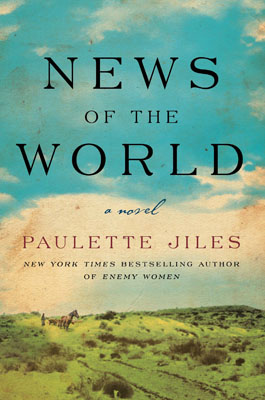 NEWS
OF THE
WORLD
a novel
PAULETTE JILES
NEW YORK TIMES BESTSELLING AUTHOR
OF ENEMY WOMEN